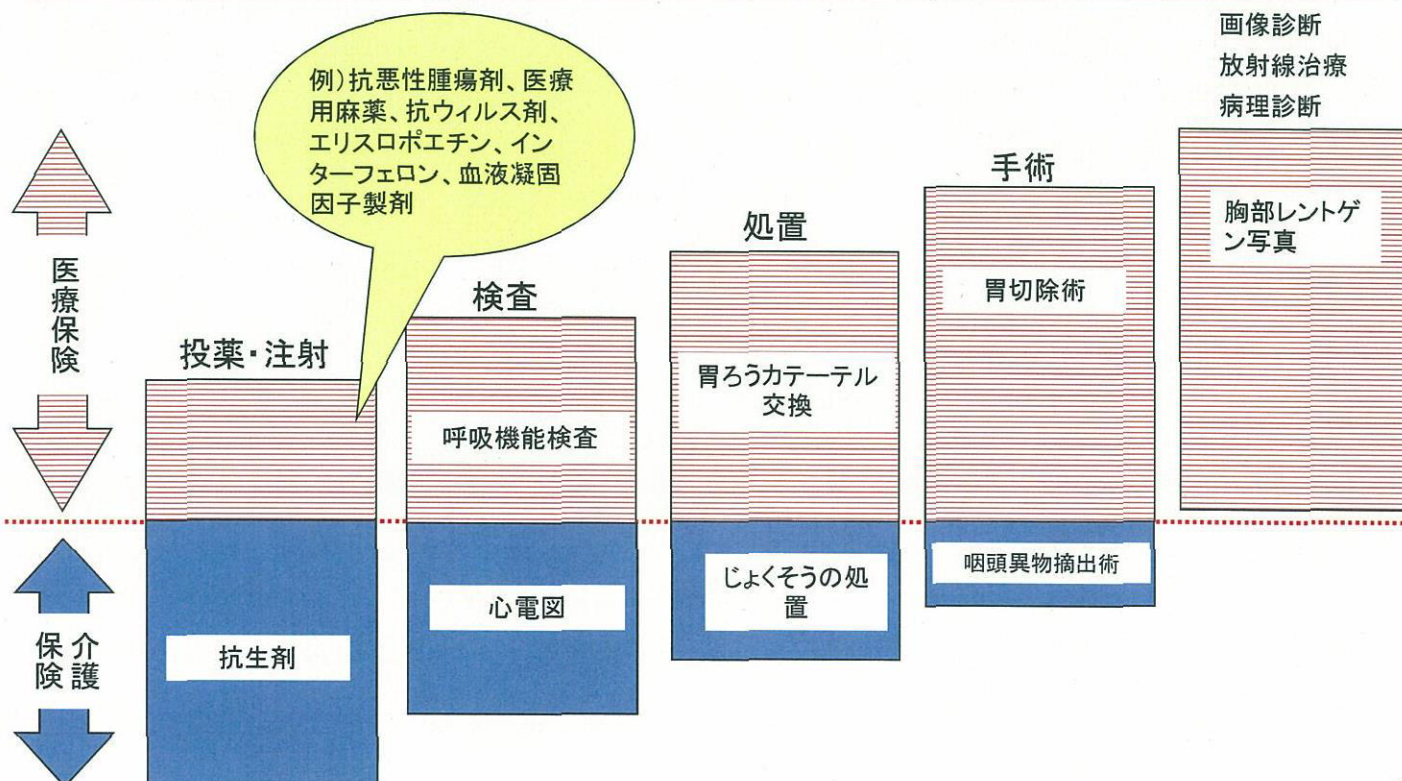 画像診断
放射線治療
病理診断
例)抗悪性腫瘍剤、医療
用麻薬、抗ウィルス剤、
エリスロポエチン、イン
ターフェロン、血液凝固
因子製剤
手術
処置
検査
投薬・注射
医療保険
胸部レントゲ
ン写真
胃切除術
胃ろうカテーテル
交換
呼吸機能検査
介護
保険
抗生剤
心電図
じょくそうの処
置
咽頭異物摘出術